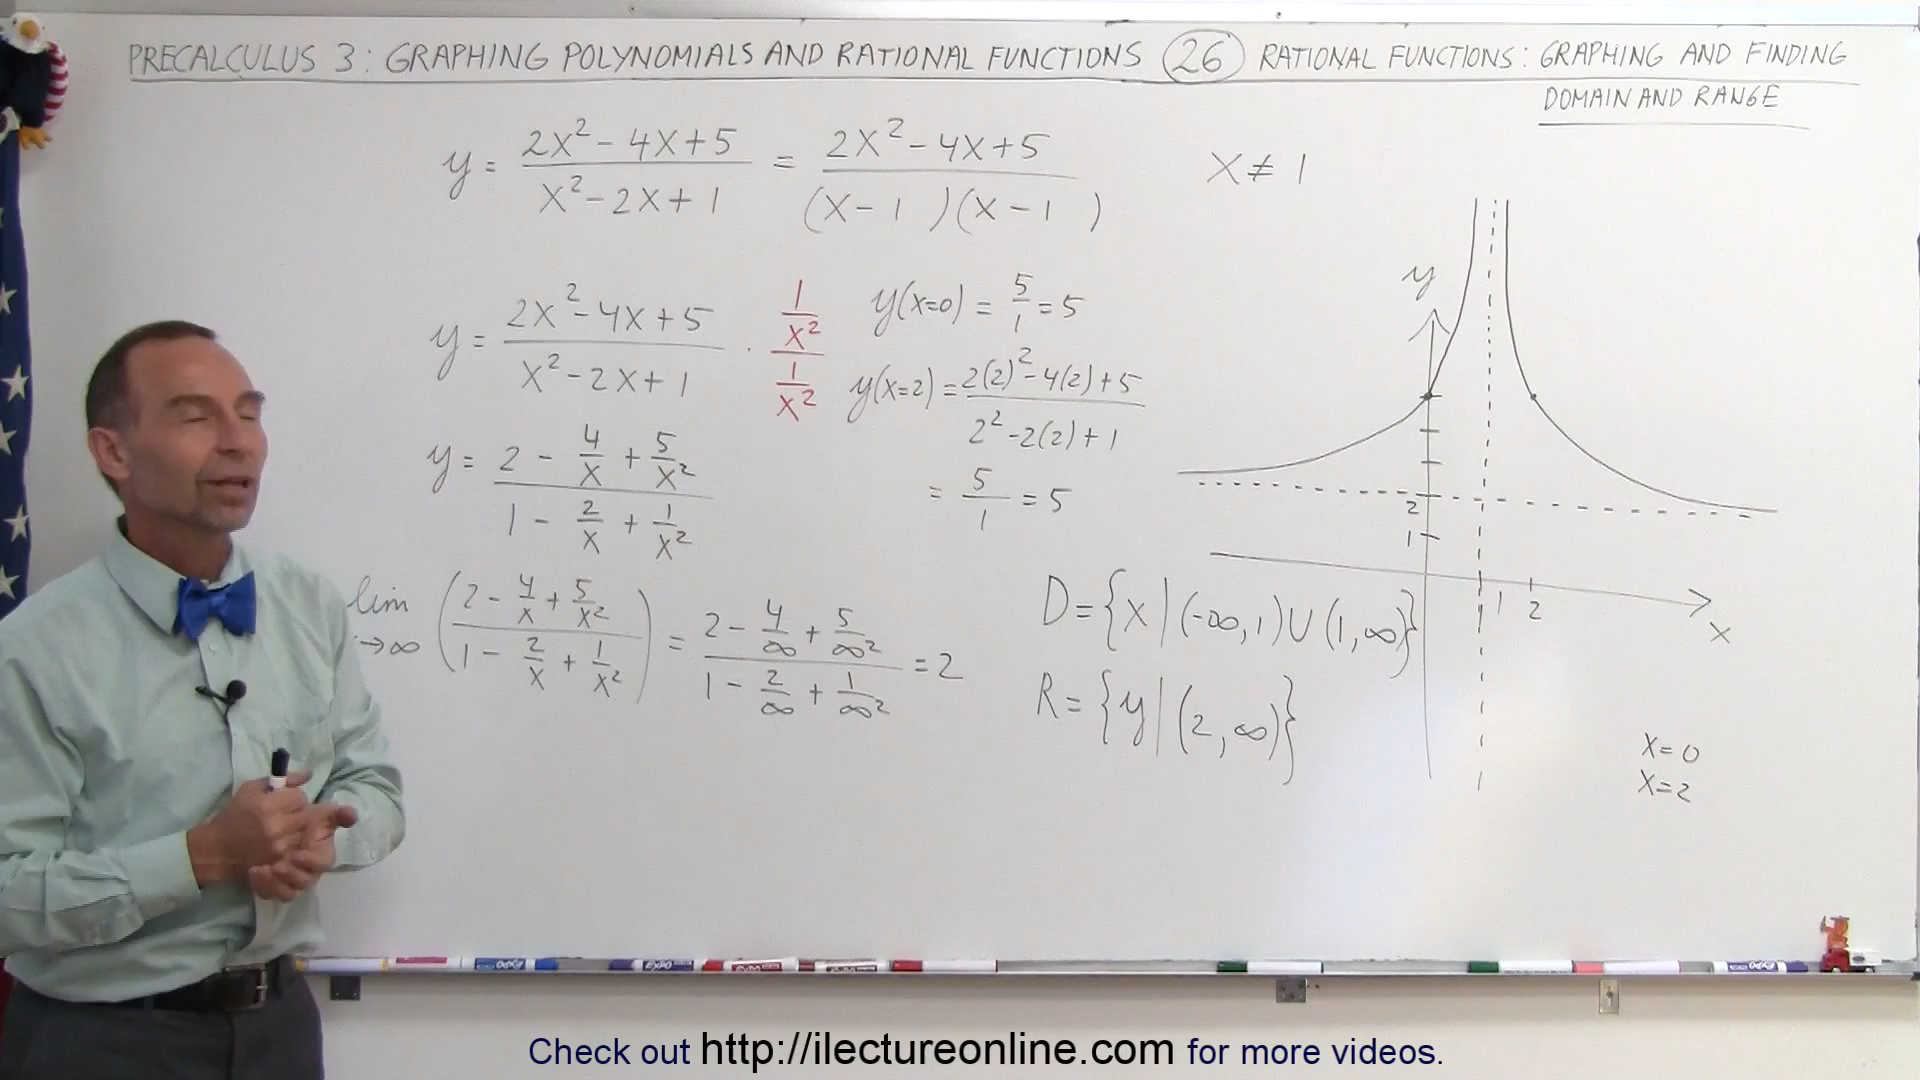 PRECALCULUS 3: GRAPHING POLYNOMIALS AND RATIONAL FUNCTIONS 26 RATIONAL FUNCTIONS: GRAPHING AND FINDING
DOMAIN AND RANGE
y = (2x² - 4x + 5)/(x² - 2x + 1) = (2x² - 4x + 5)/((x - 1)(x - 1))
x ≠ 1
y = (2x² - 4x + 5)/(x² - 2x + 1) · (1/x²)/(1/x²)
y = (2 - 4/x + 5/x²)/(1 - 2/x + 1/x²)
lim →∞ ((2 - 4/x + 5/x²)/(1 - 2/x + 1/x²)) = (2 - 4/∞ + 5/∞²)/(1 - 2/∞ + 1/∞²) = 2
y(x=0) = 5/1 = 5
y(x=2) = (2(2)² - 4(2) + 5)/(2² - 2(2) + 1)
= 5/1 = 5
y
2
1
1 2
x
D = {x | (-∞, 1) U (1, ∞)}
R = {y | (2, ∞)}
x = 0
x = 2
EXPO
Check out http://ilectureonline.com for more videos.